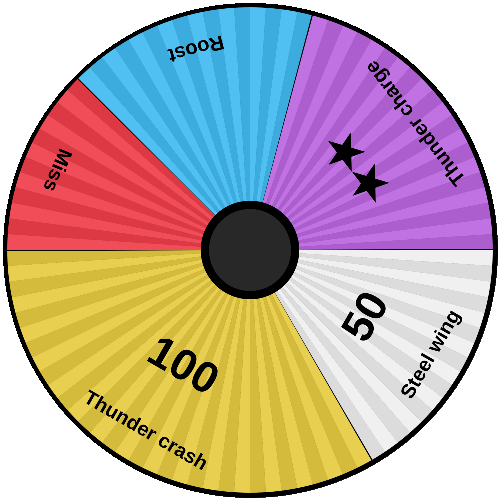 Roost
Thunder charge
★★
Miss
50
Steel wing
100
Thunder crash